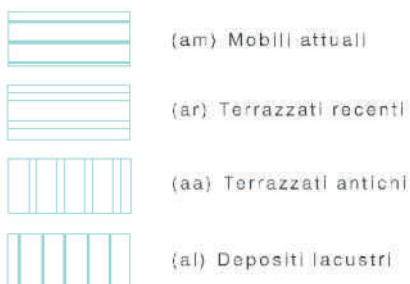 (am) Mobili attuali
(ar) Terrazzati recenti
(aa) Terrazzati antichi
(al) Depositi lacustri